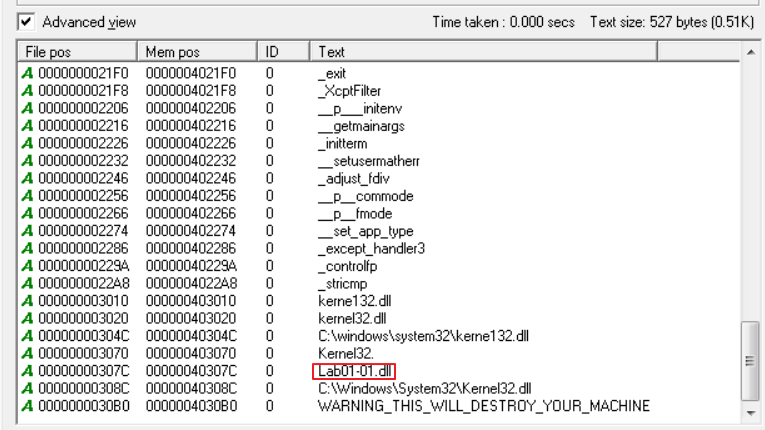 Advanced view Time taken : 0.000 secs Text size: 527 bytes (0.51K)
File pos Mem pos ID Text
A 0000000021F0 0000004021F0 0 _exit
A 0000000021F8 0000004021F8 0 _XcptFilter
A 000000002206 000000402206 0 __p___initenv
A 000000002216 000000402216 0 __getmainargs
A 000000002226 000000402226 0 _initterm
A 000000002232 000000402232 0 __setusermatherr
A 000000002246 000000402246 0 _adjust_fdiv
A 000000002256 000000402256 0 __p__commode
A 000000002266 000000402266 0 __p__fmode
A 000000002274 000000402274 0 __set_app_type
A 000000002286 000000402286 0 _except_handler3
A 00000000229A 00000040229A 0 _controlfp
A 0000000022A8 0000004022A8 0 _stricmp
A 000000003010 000000403010 0 kerne132.dll
A 000000003020 000000403020 0 kernel32.dll
A 00000000304C 00000040304C 0 C:\windows\system32\kerne132.dll
A 000000003070 000000403070 0 Kernel32.
A 00000000307C 00000040307C 0 Lab01-01.dll
A 00000000308C 00000040308C 0 C:\Windows\System32\Kernel32.dll
A 0000000030B0 0000004030B0 0 WARNING_THIS_WILL_DESTROY_YOUR_MACHINE